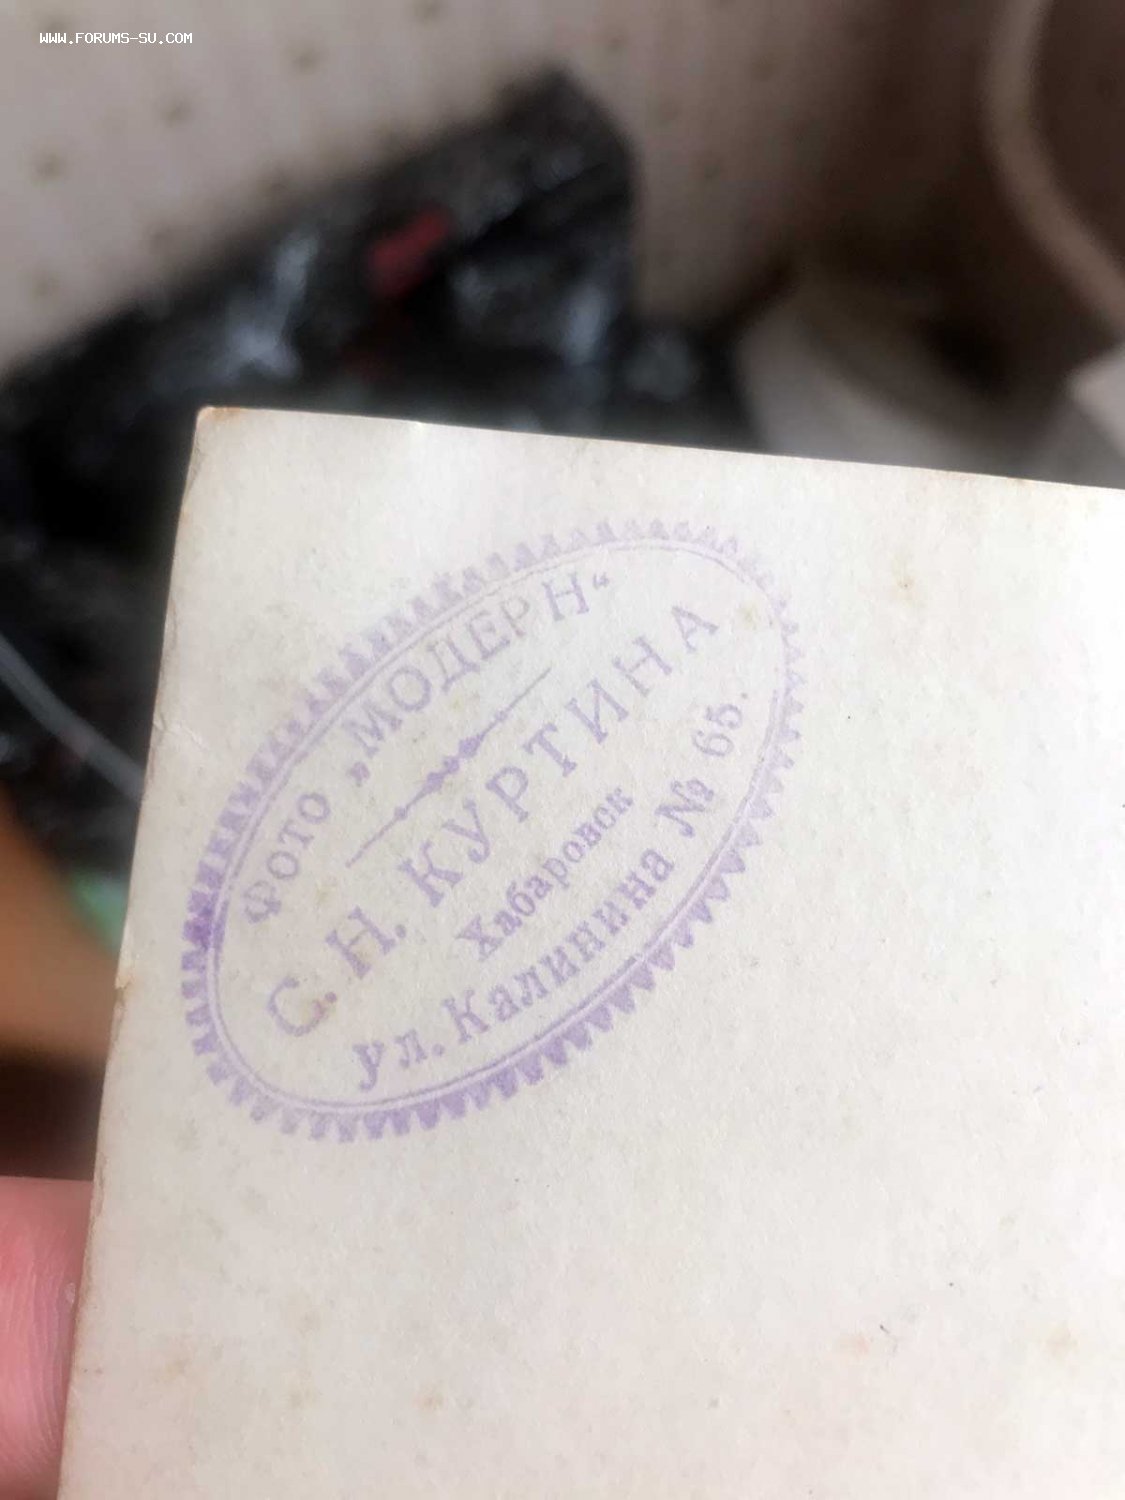 WWW.FORUMS-SU.COM
Фото „МОДЕРН“
С. Н. КУРТИНА
Хабаровск
ул. Калинина № 65.